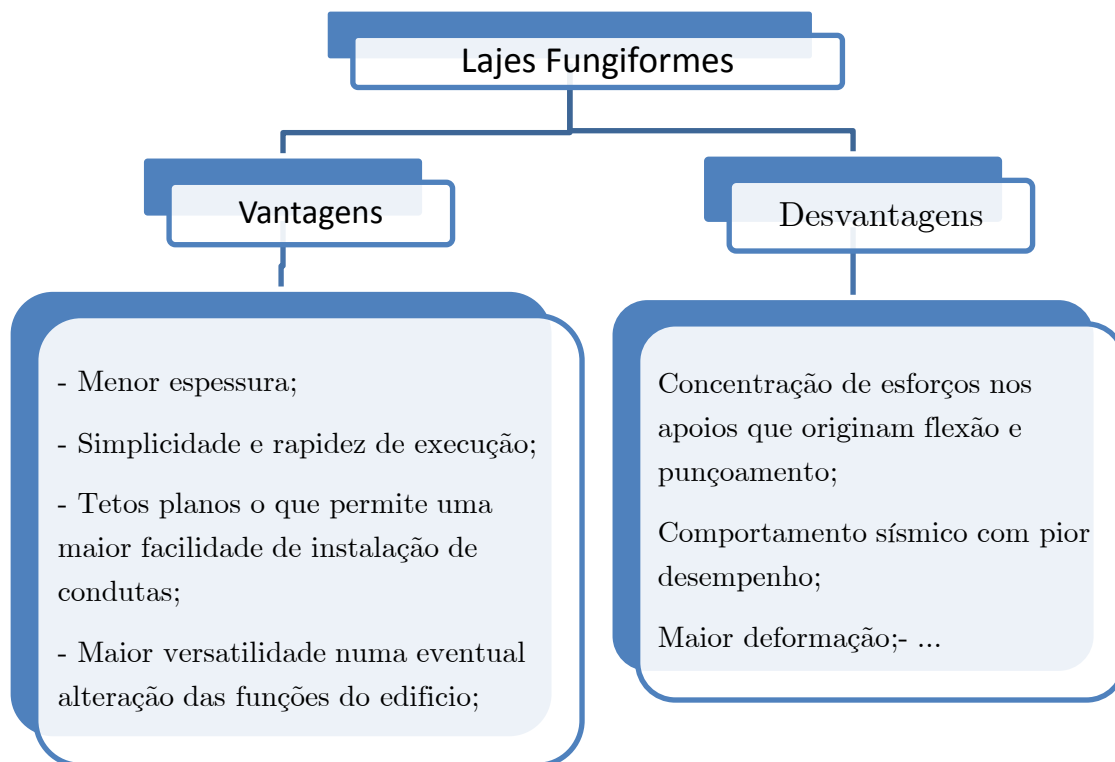 Lajes Fungiformes
Vantagens
- Menor espessura;
- Simplicidade e rapidez de execução;
- Tetos planos o que permite uma
maior facilidade de instalação de
condutas;
- Maior versatilidade numa eventual
alteração das funções do edificio;
Desvantagens
Concentração de esforços nos
apoios que originam flexão e
punçoamento;
Comportamento sísmico com pior
desempenho;
Maior deformação;- ...